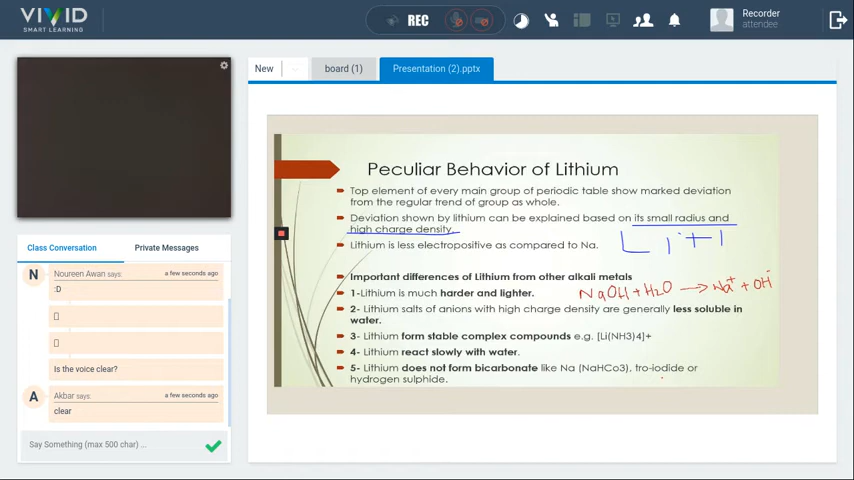 VIVID
SMART LEARNING
REC
Recorder
attendee
New
board (1)
Presentation (2).pptx
Peculiar Behavior of Lithium
Top element of every main group of periodic table show marked deviation
from the regular trend of group as whole.
Deviation shown by lithium can be explained based on its small radius and
high charge density.
Lithium is less electropositive as compared to Na.
Li+1
Important differences of Lithium from other alkali metals
1-Lithium is much harder and lighter.
NaOH + H2O → Na+ + OH-
2- Lithium salts of anions with high charge density are generally less soluble in
water.
3- Lithium form stable complex compounds e.g. [Li(NH3)4]+
4- Lithium react slowly with water.
5- Lithium does not form bicarbonate like Na (NaHCo3), tro-iodide or
hydrogen sulphide.
Class Conversation
Private Messages
N
Noureen Awan says:
a few seconds ago
:D
Is the voice clear?
A
Akbar says:
a few seconds ago
clear
Say Something (max 500 char) ...